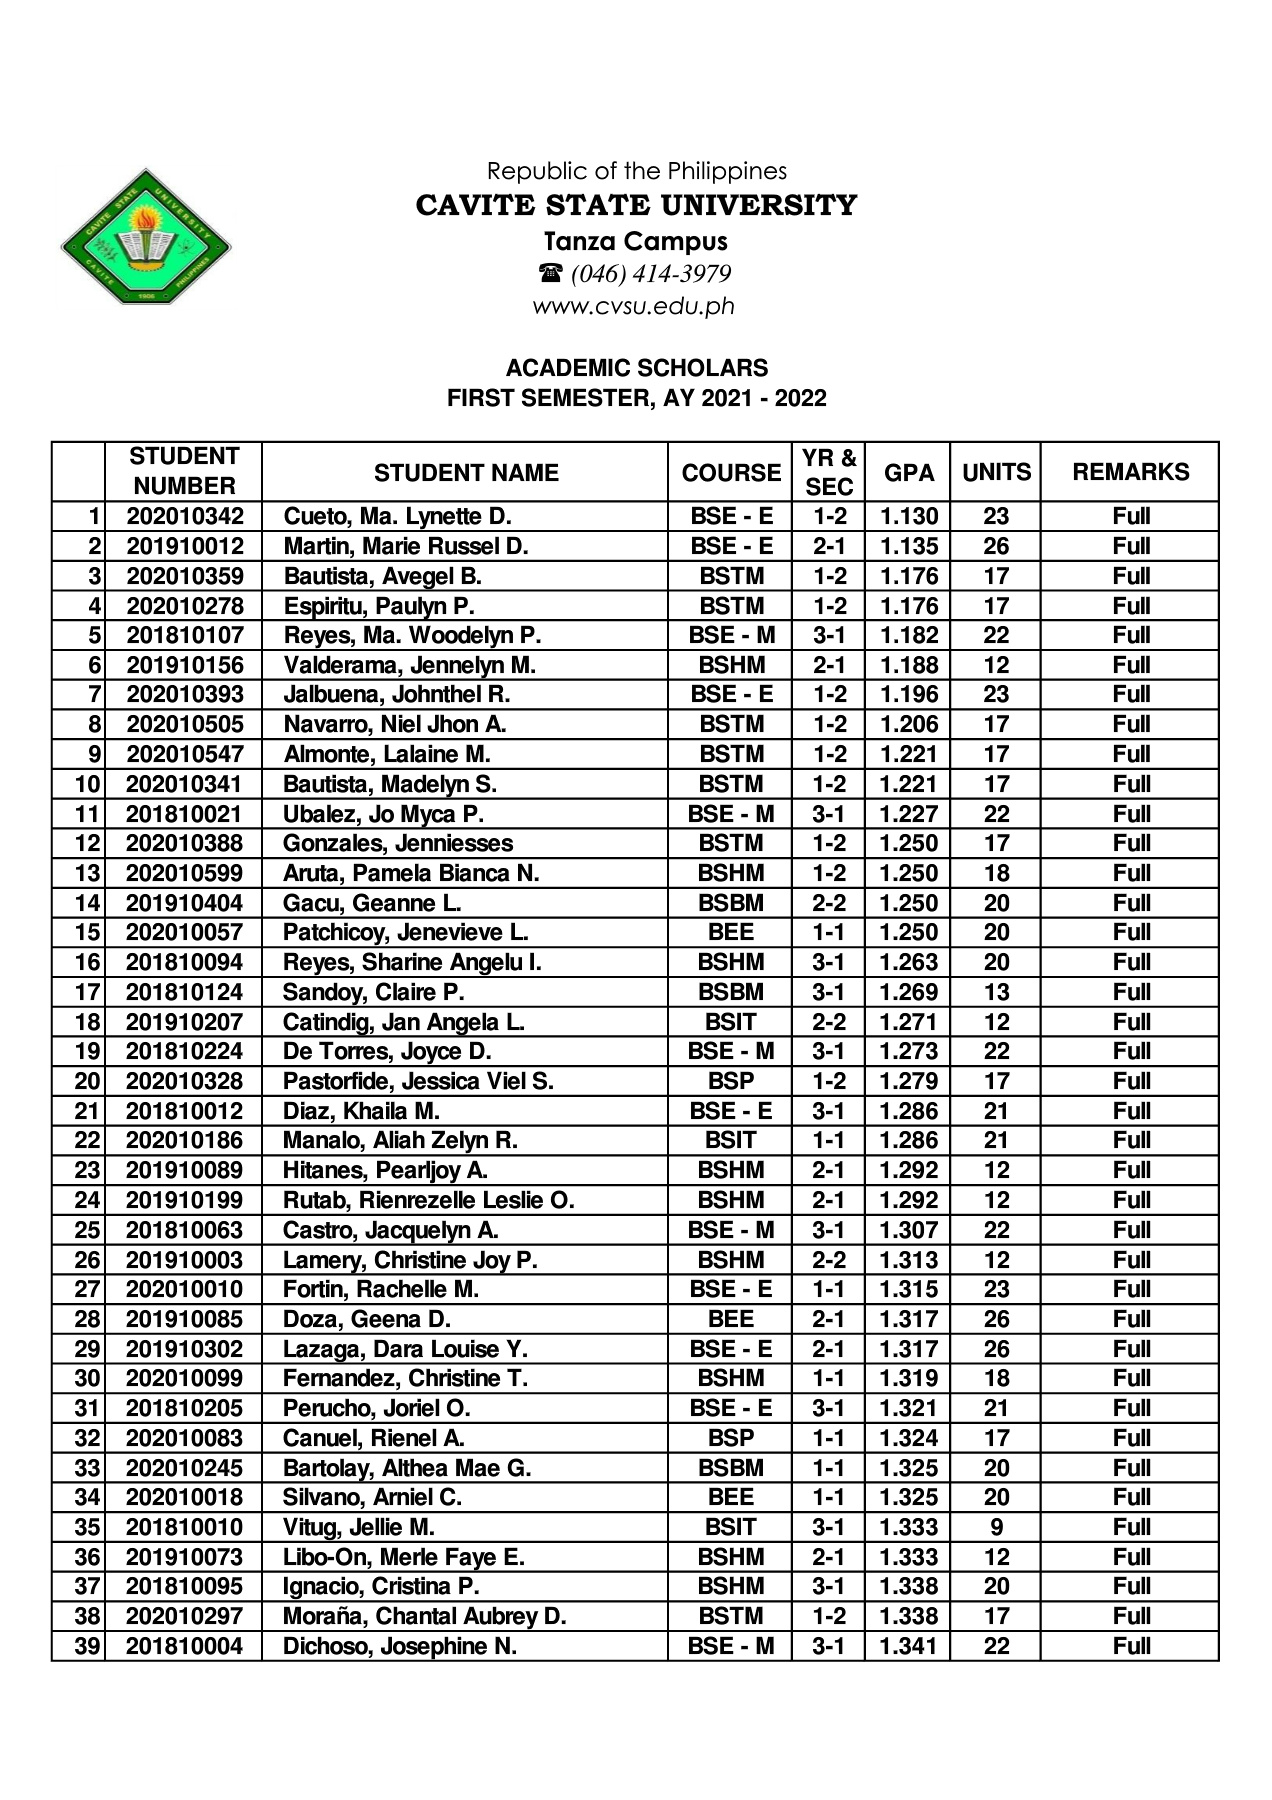 Republic of the Philippines
CAVITE STATE UNIVERSITY
Tanza Campus
☎ (046) 414-3979
www.cvsu.edu.ph
CAVITE STATE UNIVERSITY
CAVITE PHILIPPINES
1906
ACADEMIC SCHOLARS
FIRST SEMESTER, AY 2021 - 2022
STUDENT NUMBER STUDENT NAME COURSE YR & SEC GPA UNITS REMARKS
1 202010342 Cueto, Ma. Lynette D. BSE - E 1-2 1.130 23 Full
2 201910012 Martin, Marie Russel D. BSE - E 2-1 1.135 26 Full
3 202010359 Bautista, Avegel B. BSTM 1-2 1.176 17 Full
4 202010278 Espiritu, Paulyn P. BSTM 1-2 1.176 17 Full
5 201810107 Reyes, Ma. Woodelyn P. BSE - M 3-1 1.182 22 Full
6 201910156 Valderama, Jennelyn M. BSHM 2-1 1.188 12 Full
7 202010393 Jalbuena, Johnthel R. BSE - E 1-2 1.196 23 Full
8 202010505 Navarro, Niel Jhon A. BSTM 1-2 1.206 17 Full
9 202010547 Almonte, Lalaine M. BSTM 1-2 1.221 17 Full
10 202010341 Bautista, Madelyn S. BSTM 1-2 1.221 17 Full
11 201810021 Ubalez, Jo Myca P. BSE - M 3-1 1.227 22 Full
12 202010388 Gonzales, Jenniesses BSTM 1-2 1.250 17 Full
13 202010599 Aruta, Pamela Bianca N. BSHM 1-2 1.250 18 Full
14 201910404 Gacu, Geanne L. BSBM 2-2 1.250 20 Full
15 202010057 Patchicoy, Jenevieve L. BEE 1-1 1.250 20 Full
16 201810094 Reyes, Sharine Angelu I. BSHM 3-1 1.263 20 Full
17 201810124 Sandoy, Claire P. BSBM 3-1 1.269 13 Full
18 201910207 Catindig, Jan Angela L. BSIT 2-2 1.271 12 Full
19 201810224 De Torres, Joyce D. BSE - M 3-1 1.273 22 Full
20 202010328 Pastorfide, Jessica Viel S. BSP 1-2 1.279 17 Full
21 201810012 Diaz, Khaila M. BSE - E 3-1 1.286 21 Full
22 202010186 Manalo, Aliah Zelyn R. BSIT 1-1 1.286 21 Full
23 201910089 Hitanes, Pearljoy A. BSHM 2-1 1.292 12 Full
24 201910199 Rutab, Rienrezelle Leslie O. BSHM 2-1 1.292 12 Full
25 201810063 Castro, Jacquelyn A. BSE - M 3-1 1.307 22 Full
26 201910003 Lamery, Christine Joy P. BSHM 2-2 1.313 12 Full
27 202010010 Fortin, Rachelle M. BSE - E 1-1 1.315 23 Full
28 201910085 Doza, Geena D. BEE 2-1 1.317 26 Full
29 201910302 Lazaga, Dara Louise Y. BSE - E 2-1 1.317 26 Full
30 202010099 Fernandez, Christine T. BSHM 1-1 1.319 18 Full
31 201810205 Perucho, Joriel O. BSE - E 3-1 1.321 21 Full
32 202010083 Canuel, Rienel A. BSP 1-1 1.324 17 Full
33 202010245 Bartolay, Althea Mae G. BSBM 1-1 1.325 20 Full
34 202010018 Silvano, Arniel C. BEE 1-1 1.325 20 Full
35 201810010 Vitug, Jellie M. BSIT 3-1 1.333 9 Full
36 201910073 Libo-On, Merle Faye E. BSHM 2-1 1.333 12 Full
37 201810095 Ignacio, Cristina P. BSHM 3-1 1.338 20 Full
38 202010297 Moraña, Chantal Aubrey D. BSTM 1-2 1.338 17 Full
39 201810004 Dichoso, Josephine N. BSE - M 3-1 1.341 22 Full